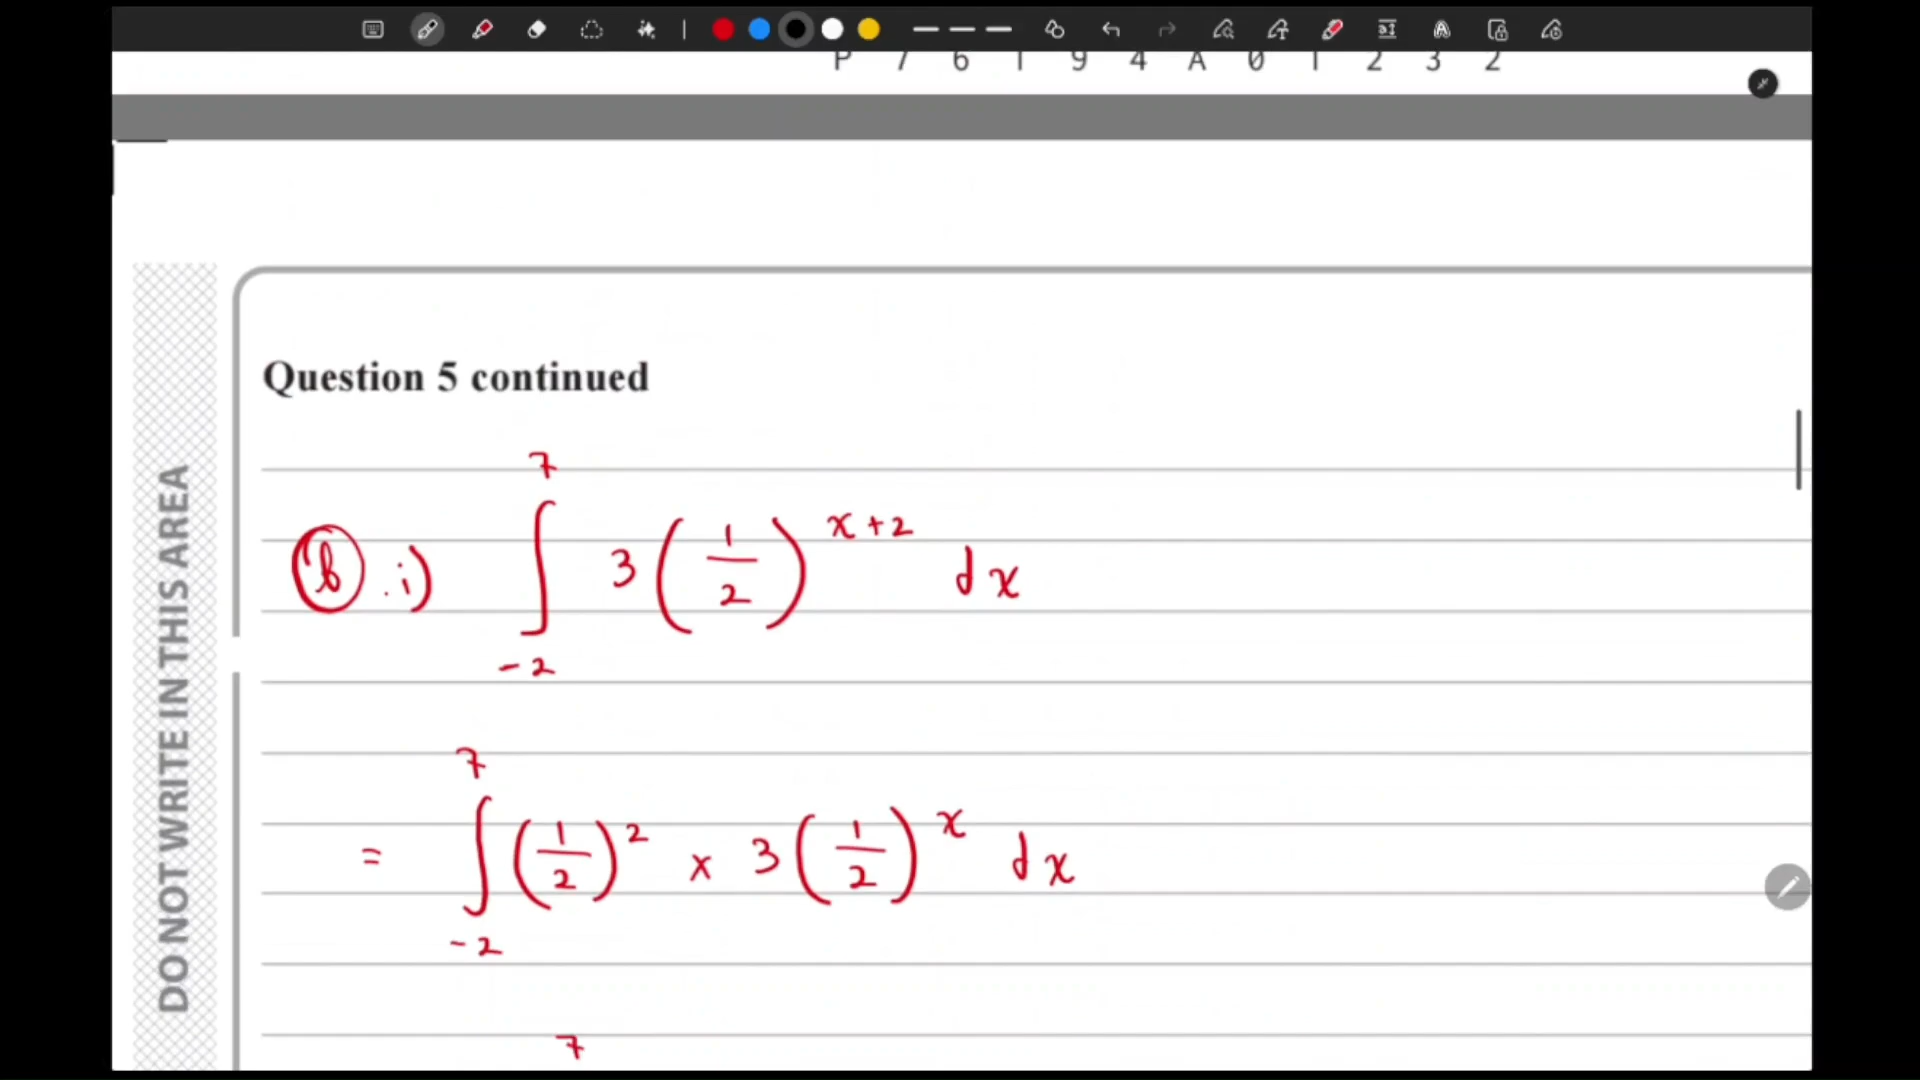 P 7 6 1 9 4 A 0 1 2 3 2
Question 5 continued
(b) . i) ∫_{-2}^{7} 3 (1/2)^{x+2} dx
= ∫_{-2}^{7} (1/2)^2 × 3 (1/2)^x dx
7
DO NOT WRITE IN THIS AREA